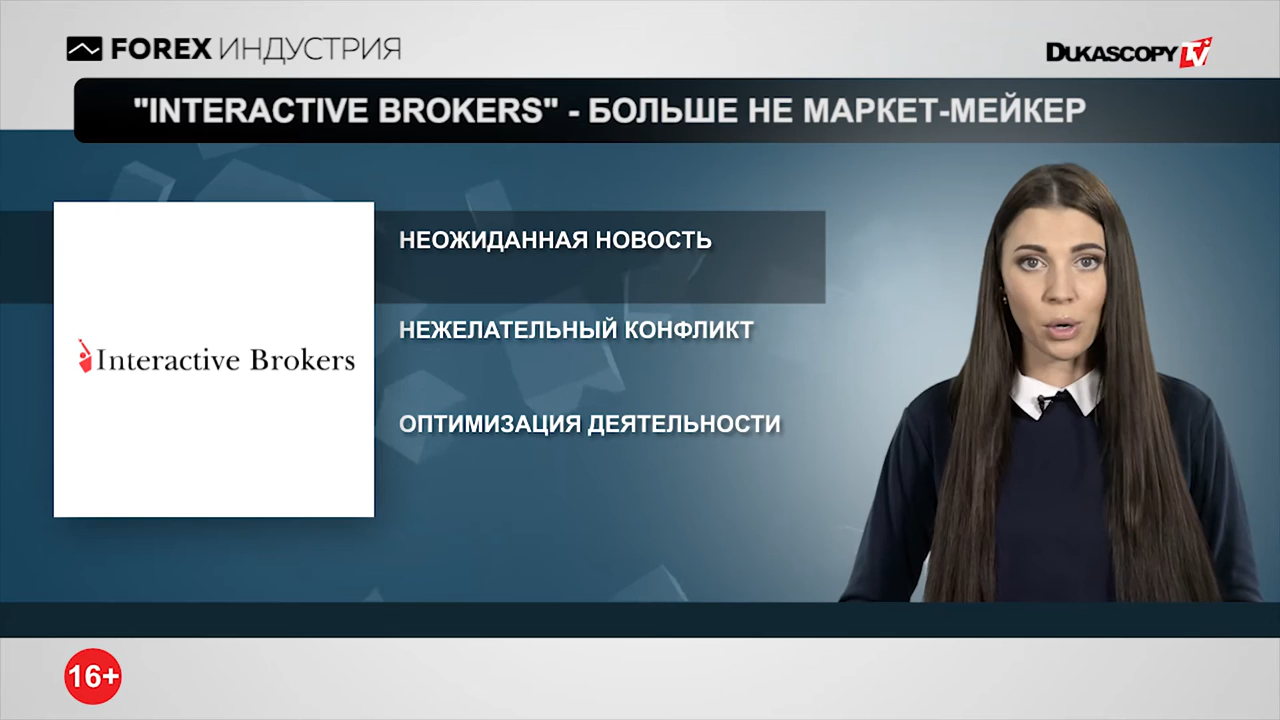 FOREX ИНДУСТРИЯ
DUKASCOPY TV
"INTERACTIVE BROKERS" - БОЛЬШЕ НЕ МАРКЕТ-МЕЙКЕР
НЕОЖИДАННАЯ НОВОСТЬ
НЕЖЕЛАТЕЛЬНЫЙ КОНФЛИКТ
Interactive Brokers
ОПТИМИЗАЦИЯ ДЕЯТЕЛЬНОСТИ
16+